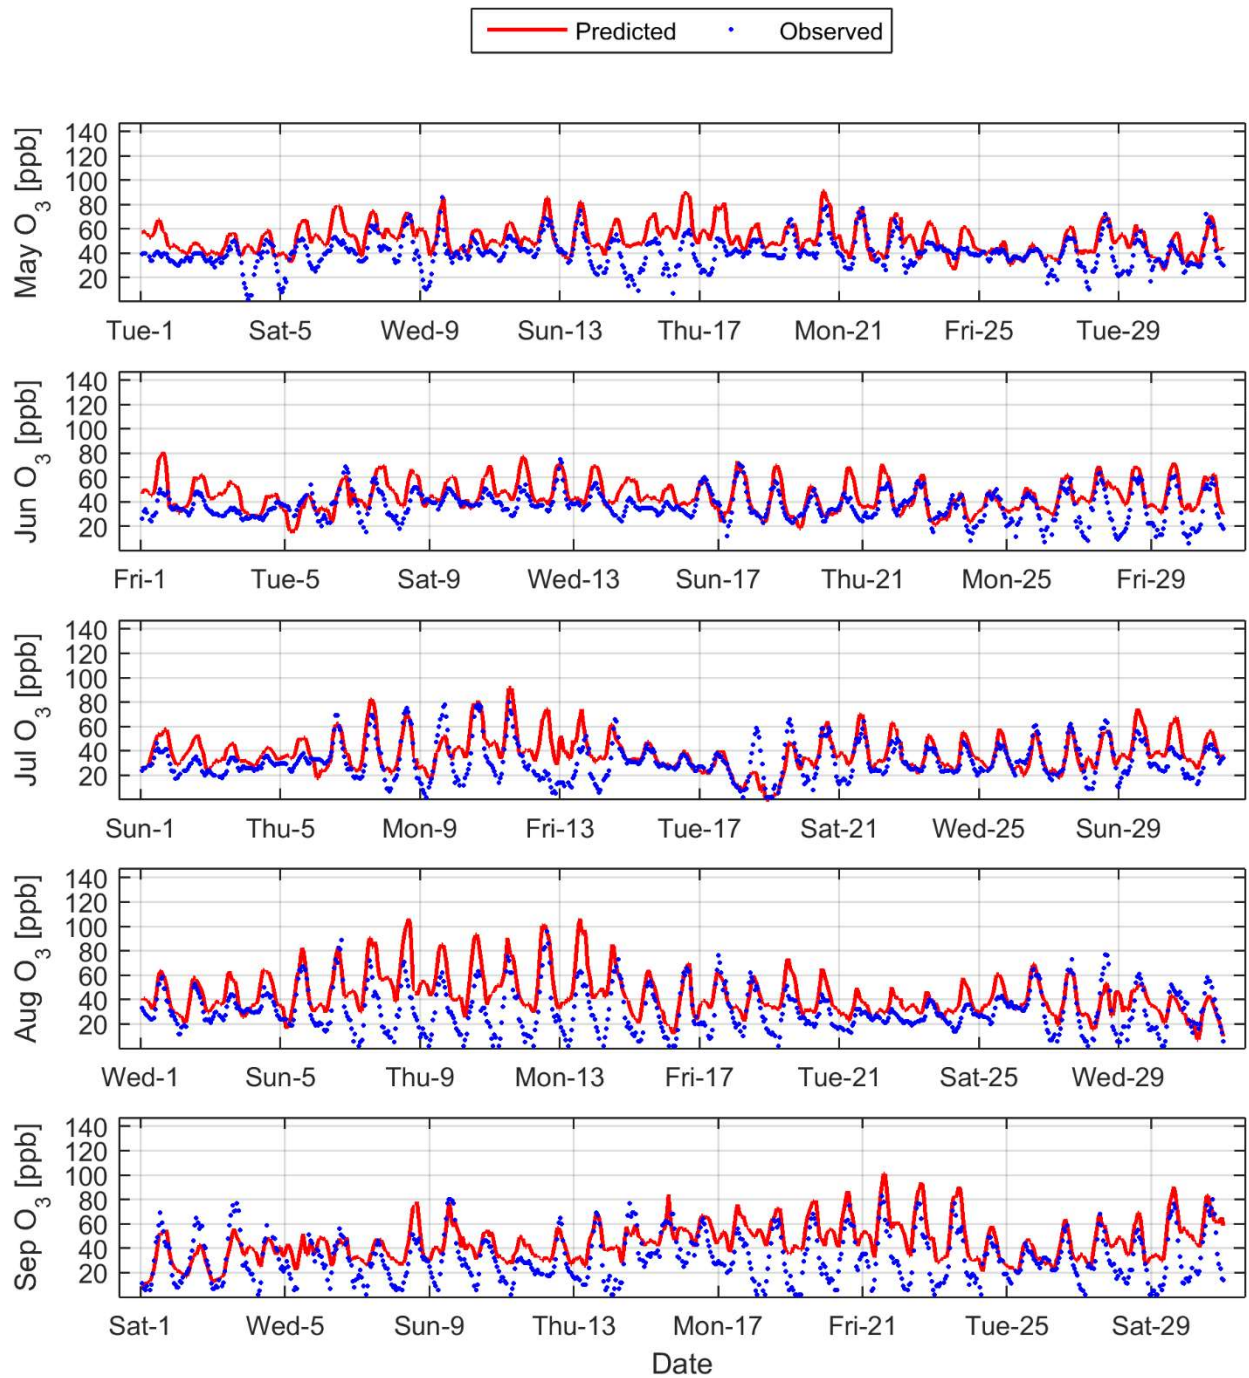 Predicted Observed
May O3 [ppb]
140
120
100
80
60
40
20
Tue-1 Sat-5 Wed-9 Sun-13 Thu-17 Mon-21 Fri-25 Tue-29
Jun O3 [ppb]
140
120
100
80
60
40
20
Fri-1 Tue-5 Sat-9 Wed-13 Sun-17 Thu-21 Mon-25 Fri-29
Jul O3 [ppb]
140
120
100
80
60
40
20
Sun-1 Thu-5 Mon-9 Fri-13 Tue-17 Sat-21 Wed-25 Sun-29
Aug O3 [ppb]
140
120
100
80
60
40
20
Wed-1 Sun-5 Thu-9 Mon-13 Fri-17 Tue-21 Sat-25 Wed-29
Sep O3 [ppb]
140
120
100
80
60
40
20
Sat-1 Wed-5 Sun-9 Thu-13 Mon-17 Fri-21 Tue-25 Sat-29
Date